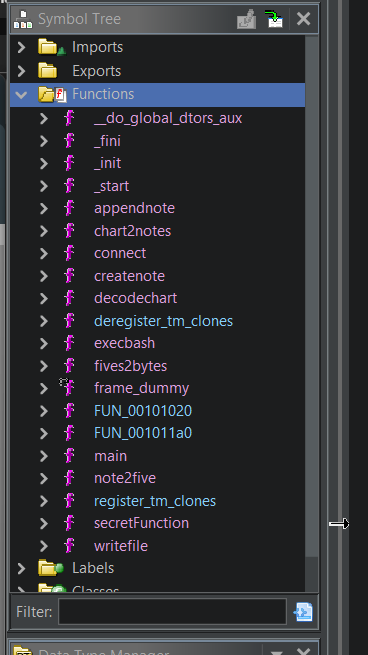 Symbol Tree
Imports
Exports
Functions
__do_global_dtors_aux
_fini
_init
_start
appendnote
chart2notes
connect
createnote
decodechart
deregister_tm_clones
execbash
fives2bytes
frame_dummy
FUN_00101020
FUN_001011a0
main
note2five
register_tm_clones
secretFunction
writefile
Labels
Classes
Filter:
Data Type Manager